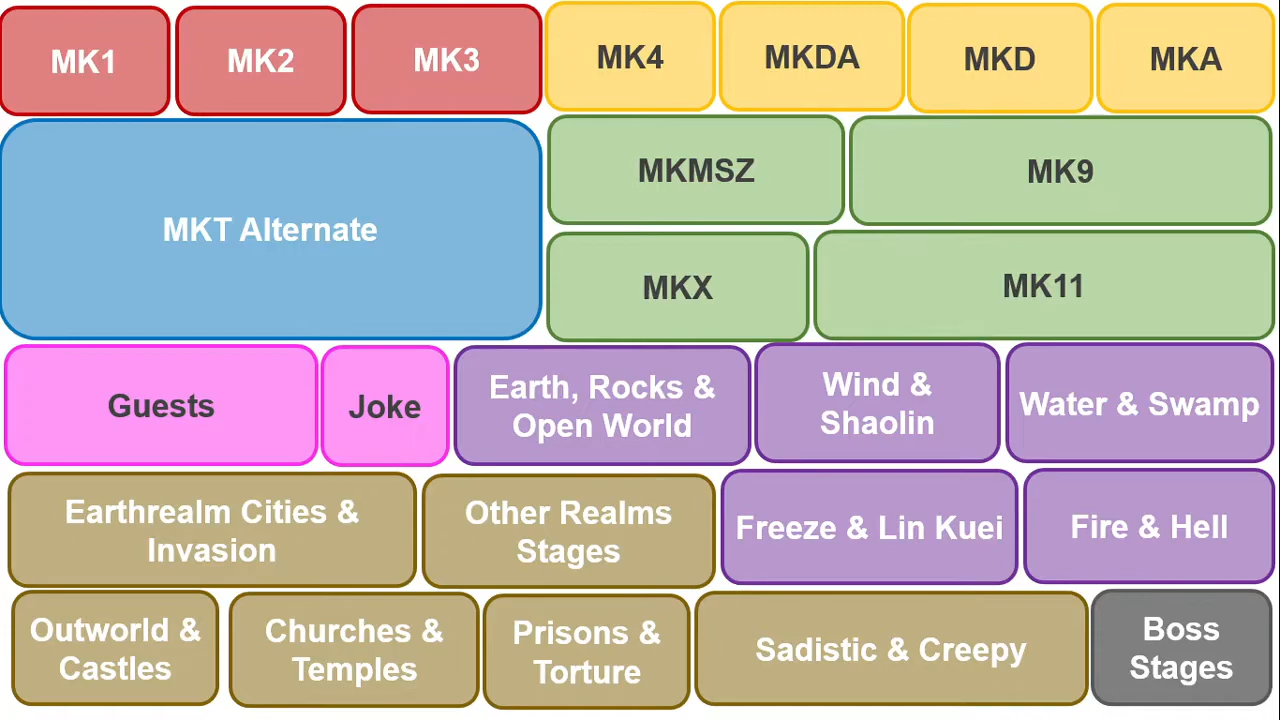 MK1
MK2
MK3
MK4
MKDA
MKD
MKA
MKT Alternate
MKMSZ
MK9
MKX
MK11
Guests
Joke
Earth, Rocks &
Open World
Wind &
Shaolin
Water & Swamp
Earthrealm Cities &
Invasion
Other Realms
Stages
Freeze & Lin Kuei
Fire & Hell
Outworld &
Castles
Churches &
Temples
Prisons &
Torture
Sadistic & Creepy
Boss
Stages